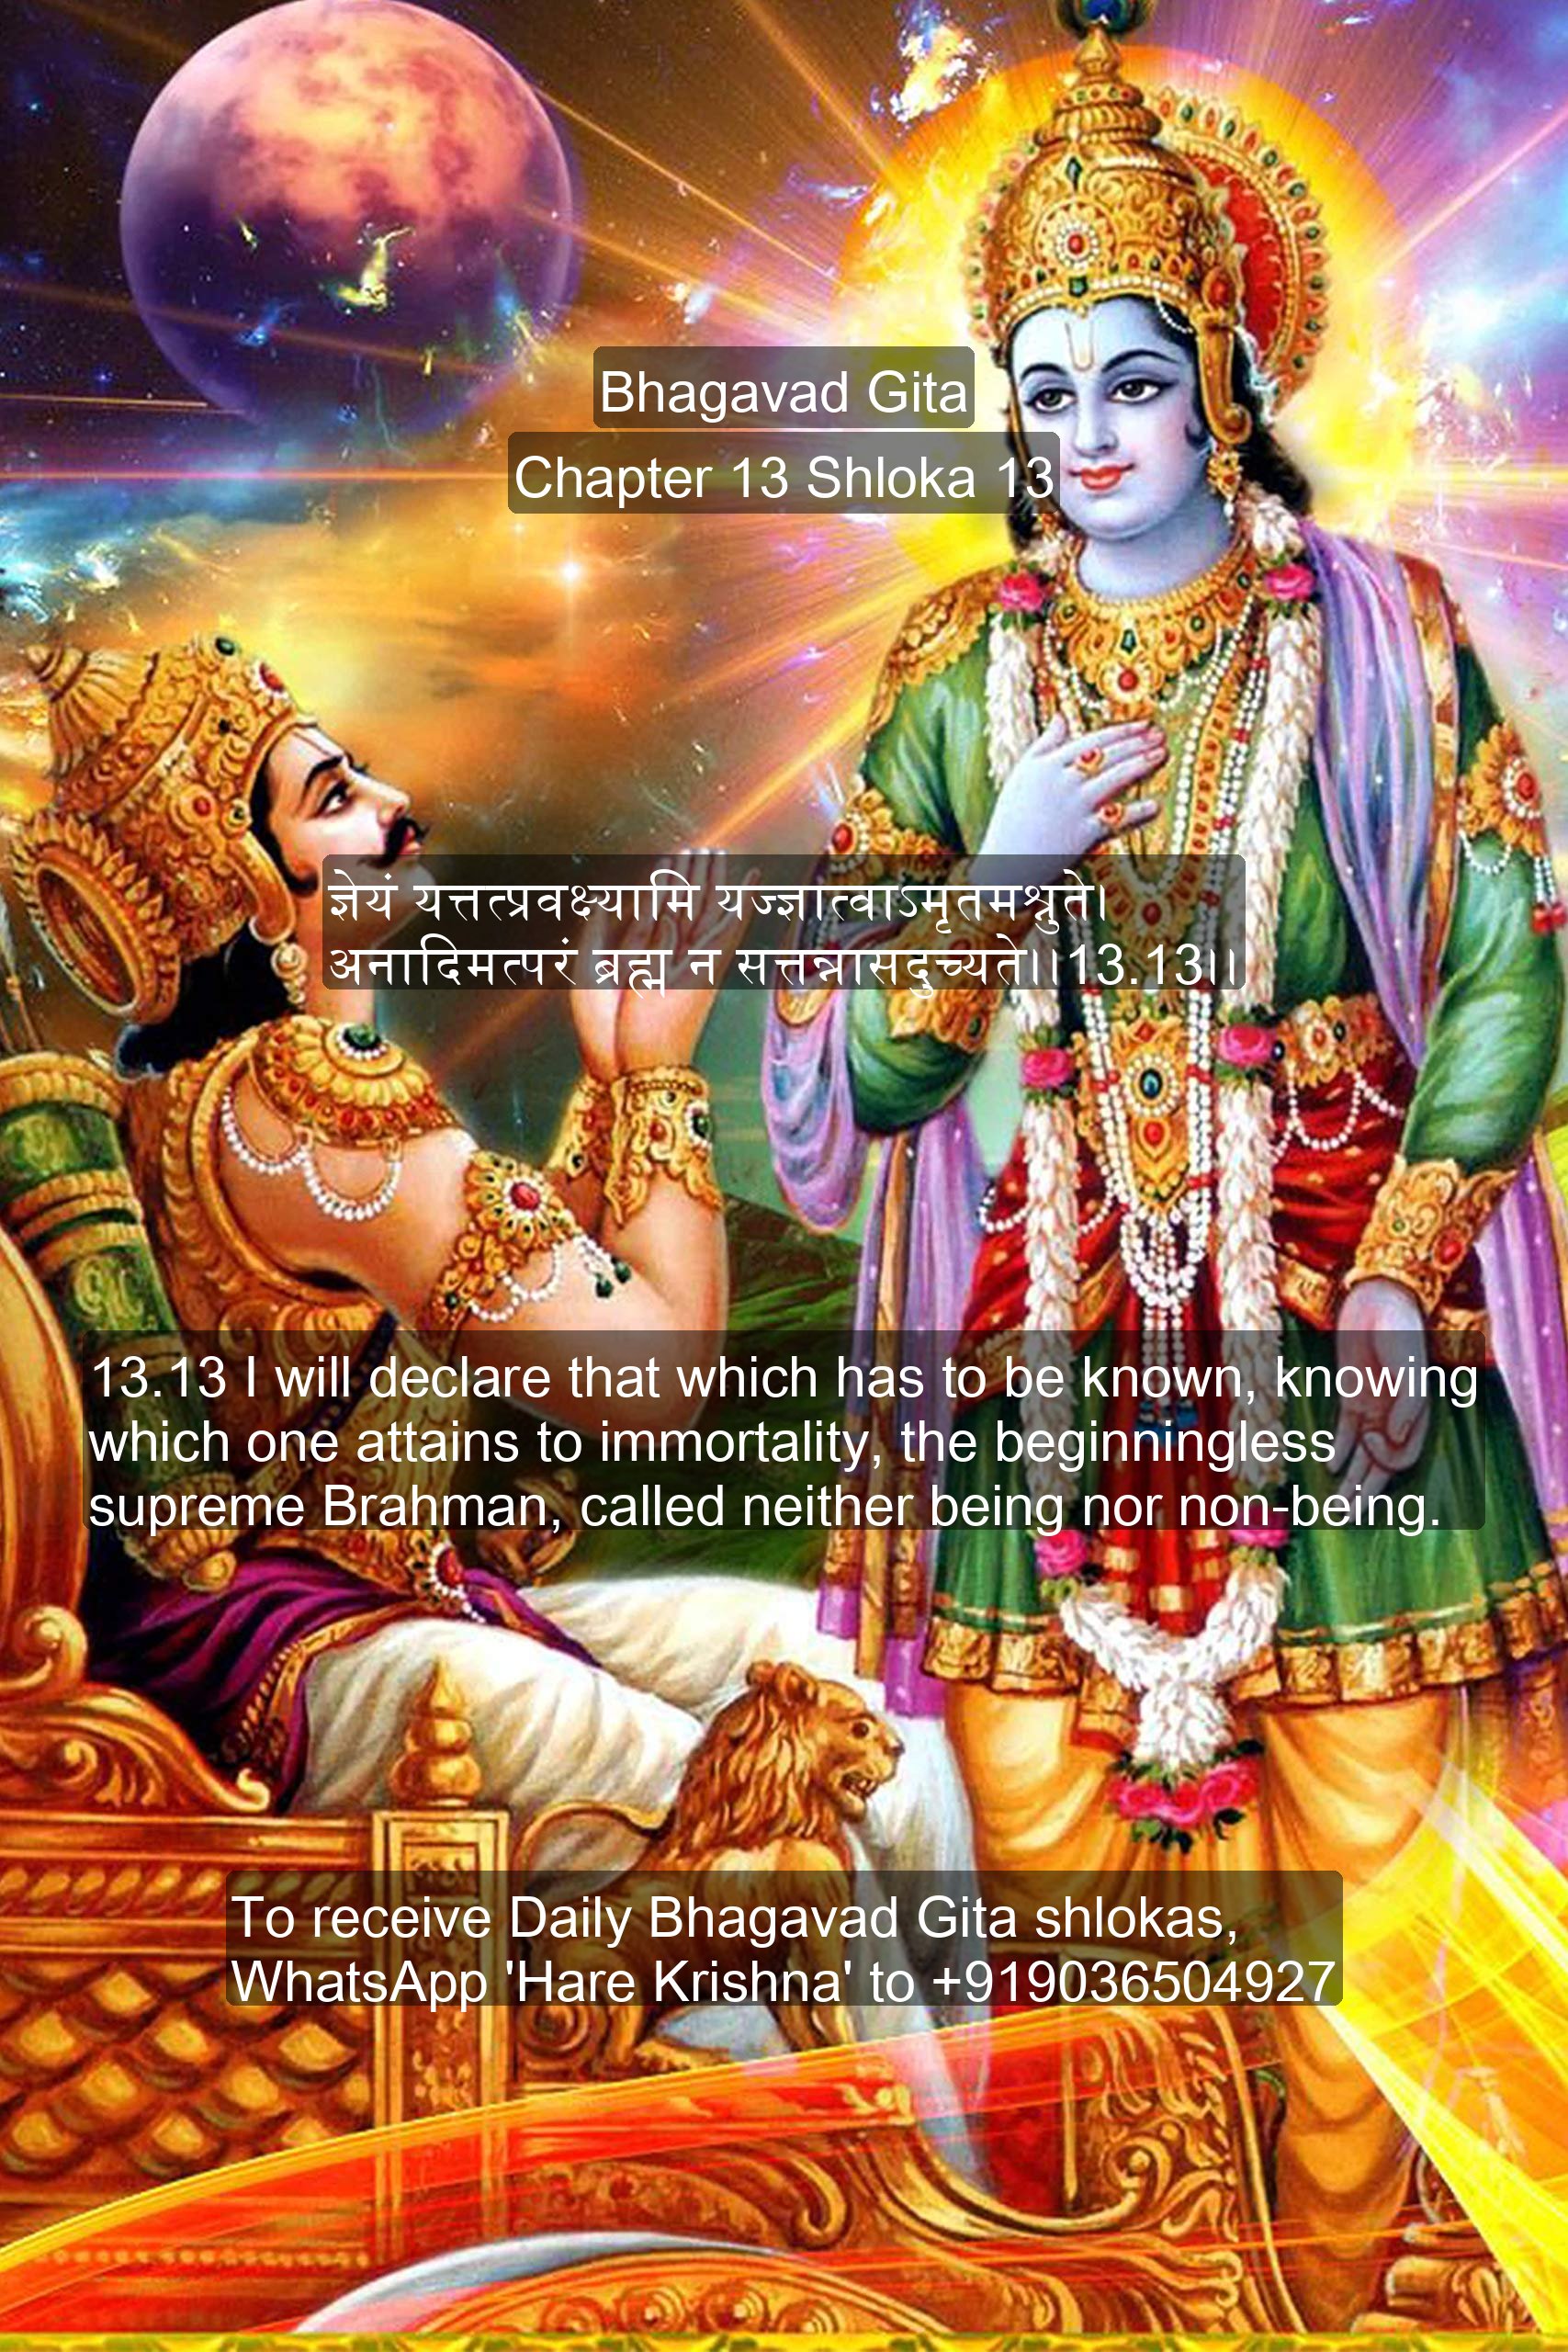 Bhagavad Gita
Chapter 13 Shloka 13
ज्ञेयं यत्तत्प्रवक्ष्यामि यज्ज्ञात्वाऽमृतमश्नुते।
अनादिमत्परं ब्रह्म न सत्तन्नासदुच्यते।।13.13।।
13.13 I will declare that which has to be known, knowing
which one attains to immortality, the beginningless
supreme Brahman, called neither being nor non-being.
To receive Daily Bhagavad Gita shlokas,
WhatsApp 'Hare Krishna' to +919036504927